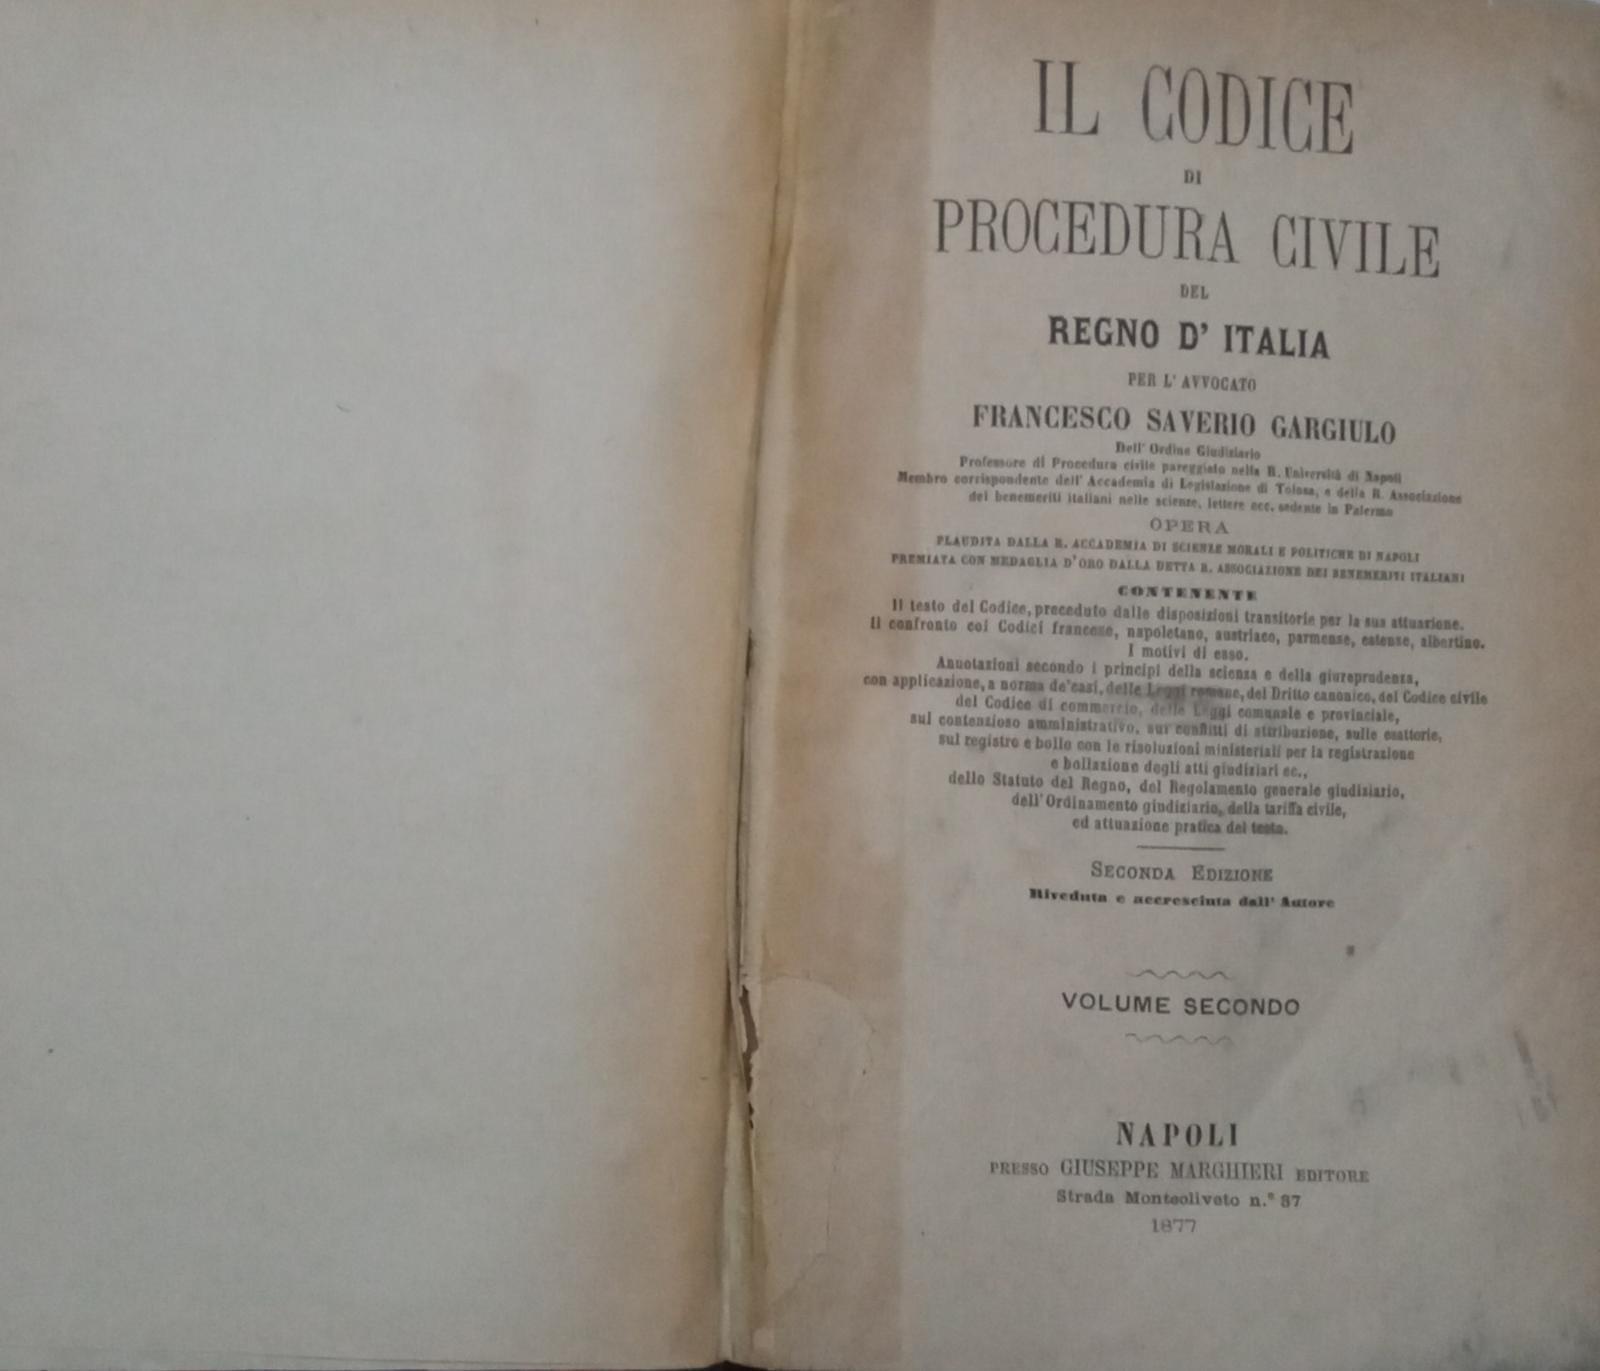 IL CODICE
DI
PROCEDURA CIVILE
DEL
REGNO D' ITALIA
PER L' AVVOCATO
FRANCESCO SAVERIO GARGIULO
Dell' Ordine Giudiziario
Professore di Procedura civile pareggiato nella R. Università di Napoli
Membro corrispondente dell' Accademia di Legislazione di Tolosa, e della R. Associazione
dei benemeriti italiani nelle scienze, lettere ecc. sedente in Palermo
OPERA
PLAUDITA DALLA R. ACCADEMIA DI SCIENZE MORALI E POLITICHE DI NAPOLI
PREMIATA CON MEDAGLIA D'ORO DALLA DETTA R. ASSOCIAZIONE DEI BENEMERITI ITALIANI
CONTENENTE
Il testo del Codice, preceduto dalle disposizioni transitorie per la sua attuazione.
Il confronto coi Codici francese, napoletano, austriaco, parmense, estense, albertino.
I motivi di esso.
Annotazioni secondo i principi della scienza e della giureprudenza,
con applicazione, a norma de'casi, delle Leggi romane, del Dritto canonico, del Codice civile
del Codice di commercio, delle Leggi comunale e provinciale,
sul contenzioso amministrativo, sur conflitti di attribuzione, sulle esattorie,
sul registro e bollo con le risoluzioni ministeriali per la registrazione
e bollazione degli atti giudiziari ec.,
dello Statuto del Regno, del Regolamento generale giudiziario,
dell'Ordinamento giudiziario, della tariffa civile,
ed attuazione pratica del testo.
SECONDA EDIZIONE
Riveduta e accresciuta dall' Autore
VOLUME SECONDO
NAPOLI
PRESSO GIUSEPPE MARGHIERI EDITORE
Strada Monteoliveto n.° 37
1877